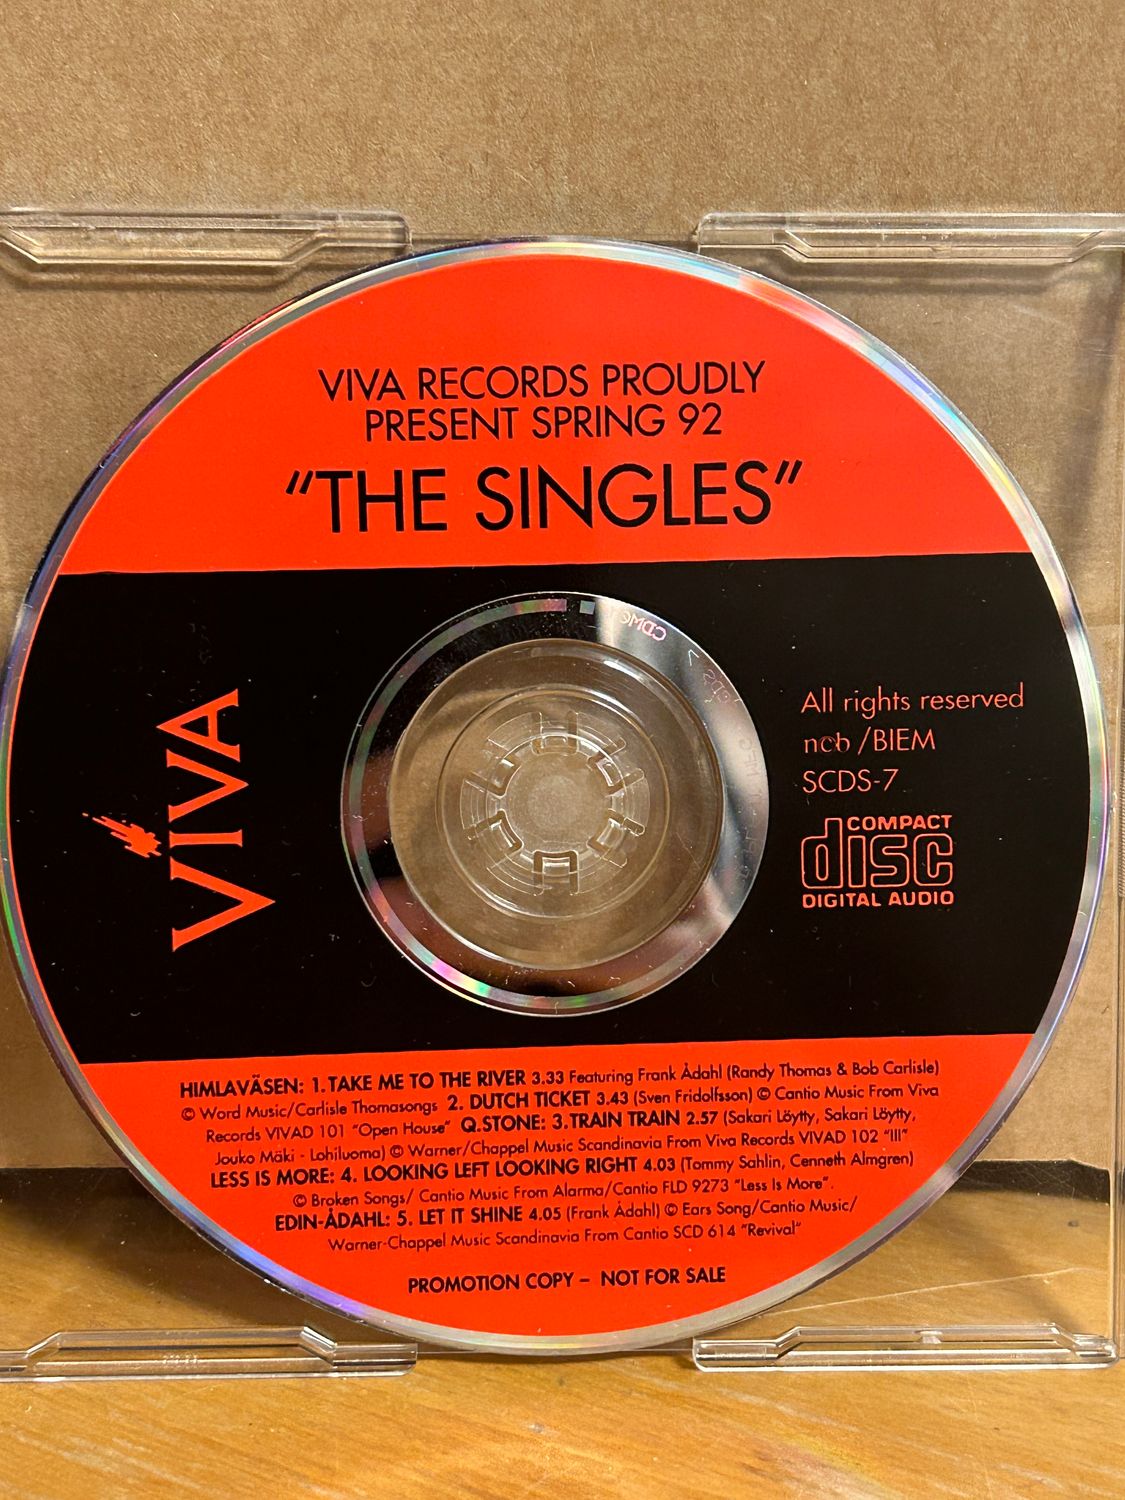 VIVA RECORDS PROUDLY
PRESENT SPRING 92
"THE SINGLES"
VIVA
All rights reserved
ncb /BIEM
SCDS-7
COMPACT
disc
DIGITAL AUDIO
HIMLAVÄSEN: 1. TAKE ME TO THE RIVER 3.33 Featuring Frank Ådahl (Randy Thomas & Bob Carlisle)
© Word Music/Carlisle Thomasongs 2. DUTCH TICKET 3.43 (Sven Fridolfsson) © Cantio Music From Viva
Records VIVAD 101 "Open House" Q.STONE: 3. TRAIN TRAIN 2.57 (Sakari Löytty, Sakari Löytty,
Jouko Mäki - Lohiluoma) © Warner/Chappel Music Scandinavia From Viva Records VIVAD 102 "III"
LESS IS MORE: 4. LOOKING LEFT LOOKING RIGHT 4.03 (Tommy Sahlin, Cenneth Almgren)
© Broken Songs/ Cantio Music From Alarma/Cantio FLD 9273 "Less Is More".
EDIN-ÅDAHL: 5. LET IT SHINE 4.05 (Frank Ådahl) © Ears Song/Cantio Music/
Warner-Chappel Music Scandinavia From Cantio SCD 614 "Revival"
PROMOTION COPY – NOT FOR SALE